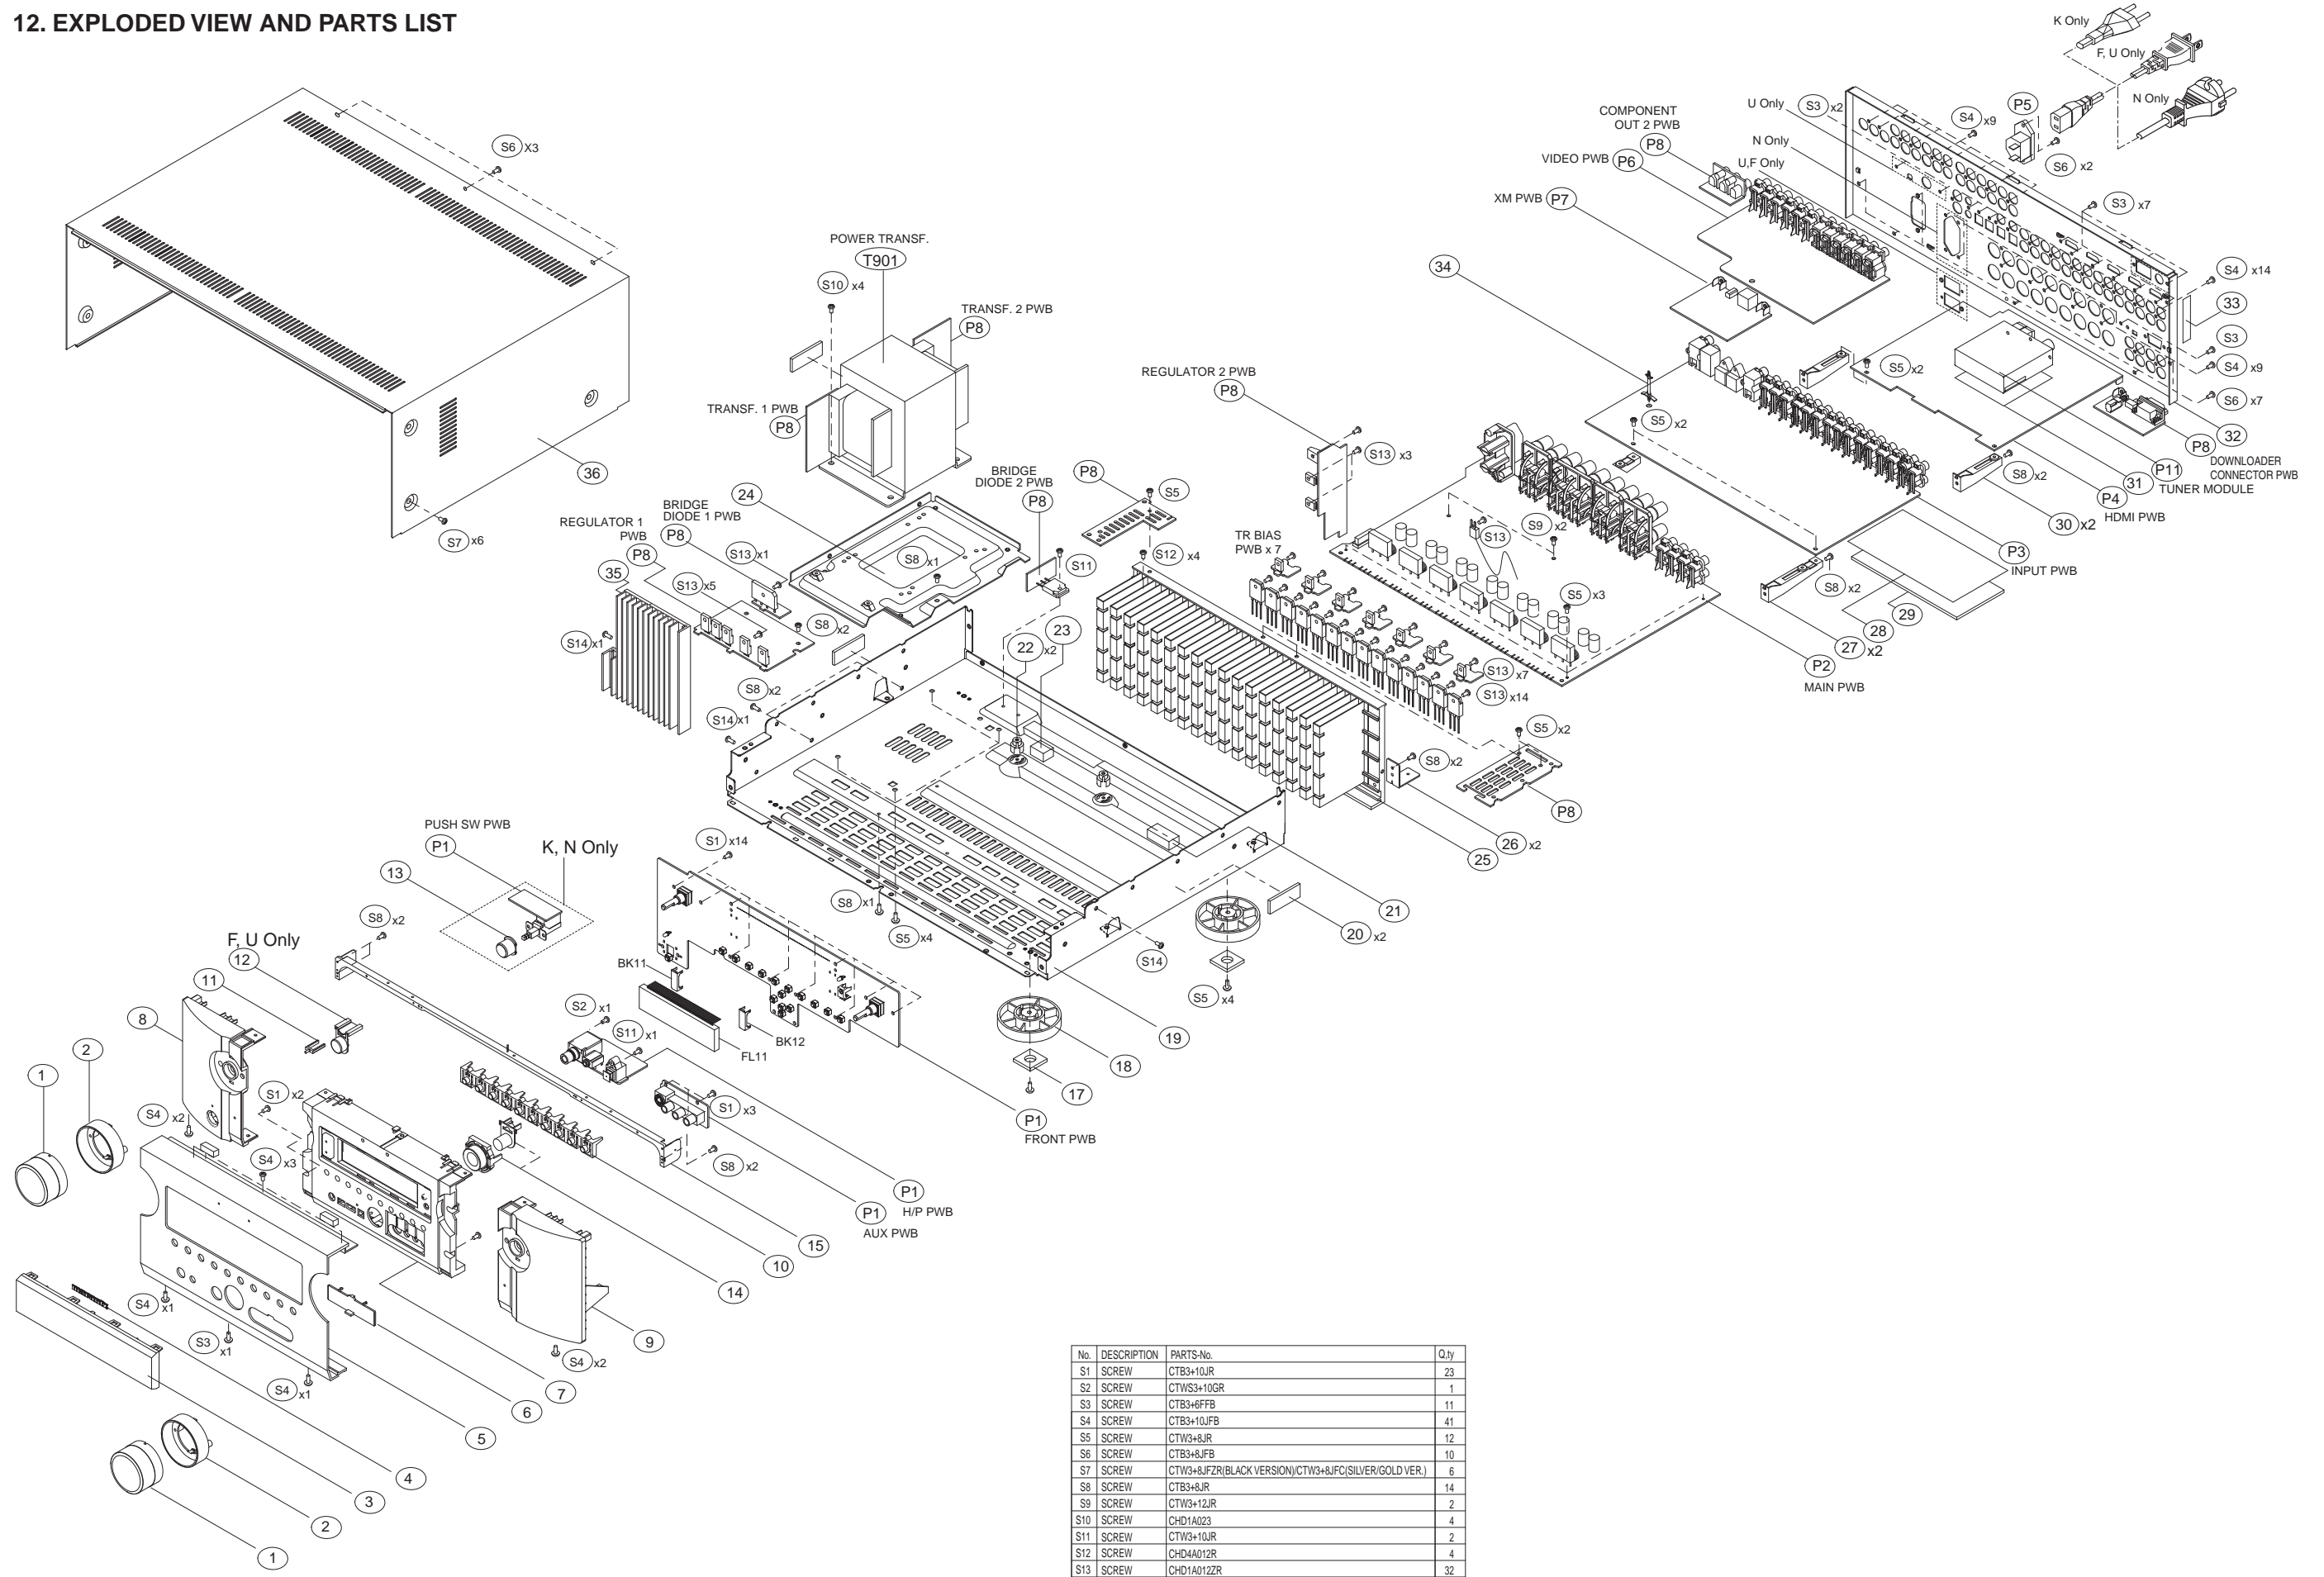 12. EXPLODED VIEW AND PARTS LIST
K Only
F, U Only
N Only
P5
S6 x2
COMPONENT
OUT 2 PWB
P8
U Only
S3 x2
S4 x9
N Only
U,F Only
VIDEO PWB P6
XM PWB P7
S3 x7
S4 x14
33
S3
S4 x9
S6 x7
32
P8
DOWNLOADER
CONNECTOR PWB
P11
TUNER MODULE
31
P4
HDMI PWB
S8 x2
30 x2
S5 x2
34
S5 x2
P3
INPUT PWB
S8 x2
29
28
27 x2
P2
MAIN PWB
S6 X3
36
S7 x6
POWER TRANSF.
T901
S10 x4
TRANSF. 2 PWB
P8
TRANSF. 1 PWB
P8
REGULATOR 2 PWB
P8
S13 x3
S9 x2
S13
S5 x3
TR BIAS
PWB x 7
S13 x7
S13 x14
S5 x2
P8
S8 x2
26 x2
25
BRIDGE
DIODE 2 PWB
P8
P8
S5
S12 x4
S11
24
S8 x1
BRIDGE
DIODE 1 PWB
P8
S13 x1
REGULATOR 1
PWB
P8
35
S13 x5
S14 x1
S8 x2
S8 x2
S14 x1
22 x2
23
21
20 x2
S14
S5 x4
19
18
17
S8 x1
S5 x4
PUSH SW PWB
P1
K, N Only
13
S1 x14
S8 x2
F, U Only
12
11
8
BK11
S2 x1
S11 x1
FL11
BK12
P1
FRONT PWB
S1 x3
S8 x2
P1
H/P PWB
P1
AUX PWB
15
10
14
9
S4 x2
2
1
S1 x2
S4 x2
S4 x3
S4 x1
S3 x1
S4 x1
7
6
5
4
3
2
1
No. DESCRIPTION PARTS-No. Q,ty
S1 SCREW CTB3+10JR 23
S2 SCREW CTWS3+10GR 1
S3 SCREW CTB3+6FFB 11
S4 SCREW CTB3+10JFB 41
S5 SCREW CTW3+8JR 12
S6 SCREW CTB3+8JFB 10
S7 SCREW CTW3+8JFZR(BLACK VERSION)/CTW3+8JFC(SILVER/GOLD VER.) 6
S8 SCREW CTB3+8JR 14
S9 SCREW CTW3+12JR 2
S10 SCREW CHD1A023 4
S11 SCREW CTW3+10JR 2
S12 SCREW CHD4A012R 4
S13 SCREW CHD1A012ZR 32